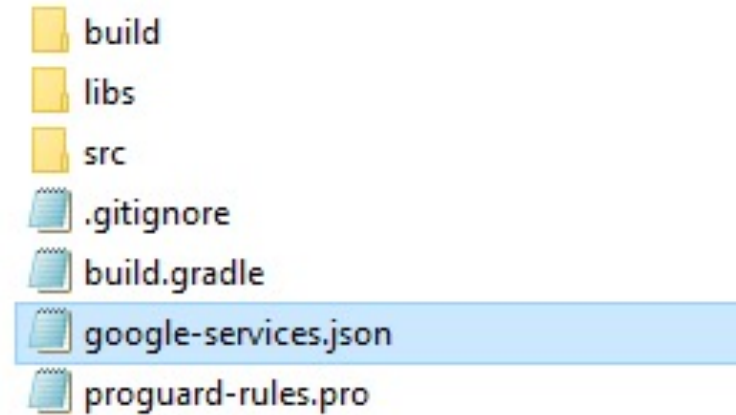 build
libs
src
.gitignore
build.gradle
google-services.json
proguard-rules.pro